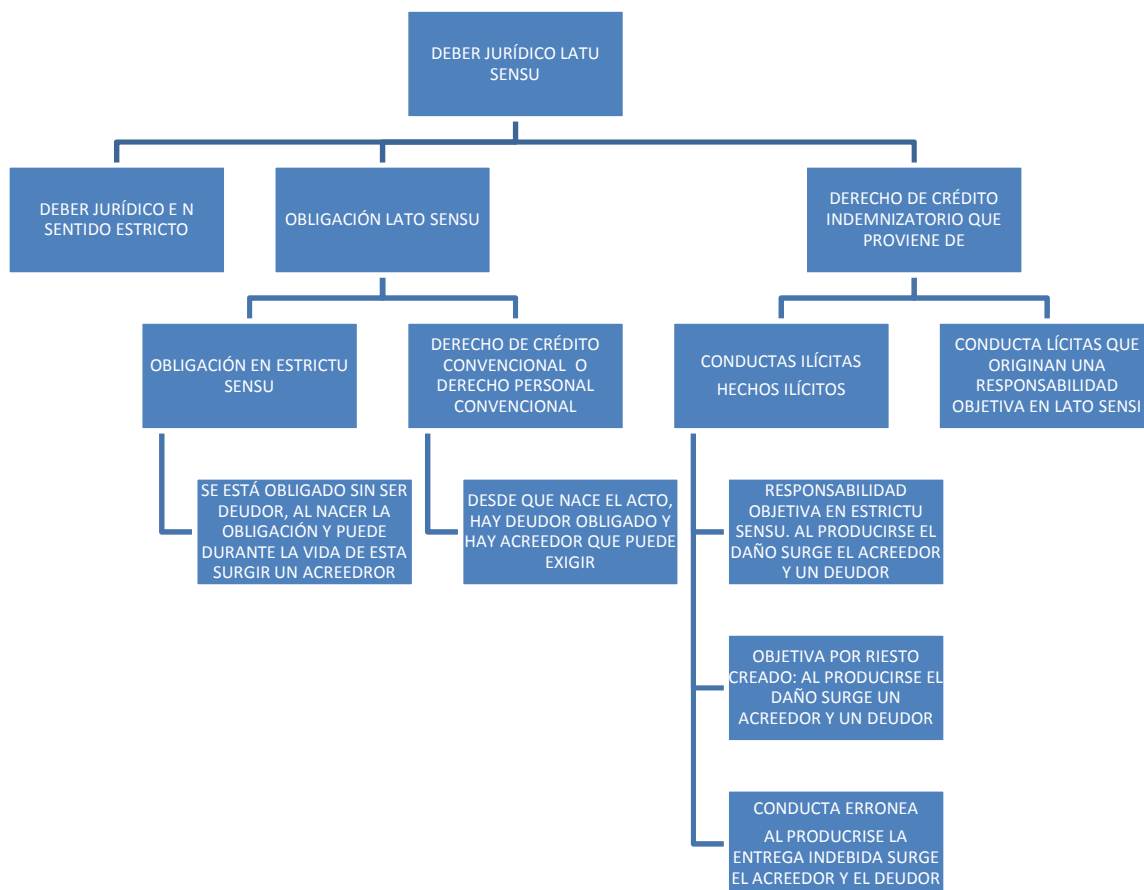 DEBER JURÍDICO LATU
SENSU
DEBER JURÍDICO E N
SENTIDO ESTRICTO
OBLIGACIÓN LATO SENSU
DERECHO DE CRÉDITO
INDEMNIZATORIO QUE
PROVIENE DE
OBLIGACIÓN EN ESTRICTU
SENSU
DERECHO DE CRÉDITO
CONVENCIONAL O
DERECHO PERSONAL
CONVENCIONAL
CONDUCTAS ILÍCITAS
HECHOS ILÍCITOS
CONDUCTA LÍCITAS QUE
ORIGINAN UNA
RESPONSABILIDAD
OBJETIVA EN LATO SENSI
SE ESTÁ OBLIGADO SIN SER
DEUDOR, AL NACER LA
OBLIGACIÓN Y PUEDE
DURANTE LA VIDA DE ESTA
SURGIR UN ACREEDROR
DESDE QUE NACE EL ACTO,
HAY DEUDOR OBLIGADO Y
HAY ACREEDOR QUE PUEDE
EXIGIR
RESPONSABILIDAD
OBJETIVA EN ESTRICTU
SENSU. AL PRODUCIRSE EL
DAÑO SURGE EL ACREEDOR
Y UN DEUDOR
OBJETIVA POR RIESTO
CREADO: AL PRODUCIRSE EL
DAÑO SURGE UN
ACREEDOR Y UN DEUDOR
CONDUCTA ERRONEA
AL PRODUCRISE LA
ENTREGA INDEBIDA SURGE
EL ACREEDOR Y EL DEUDOR